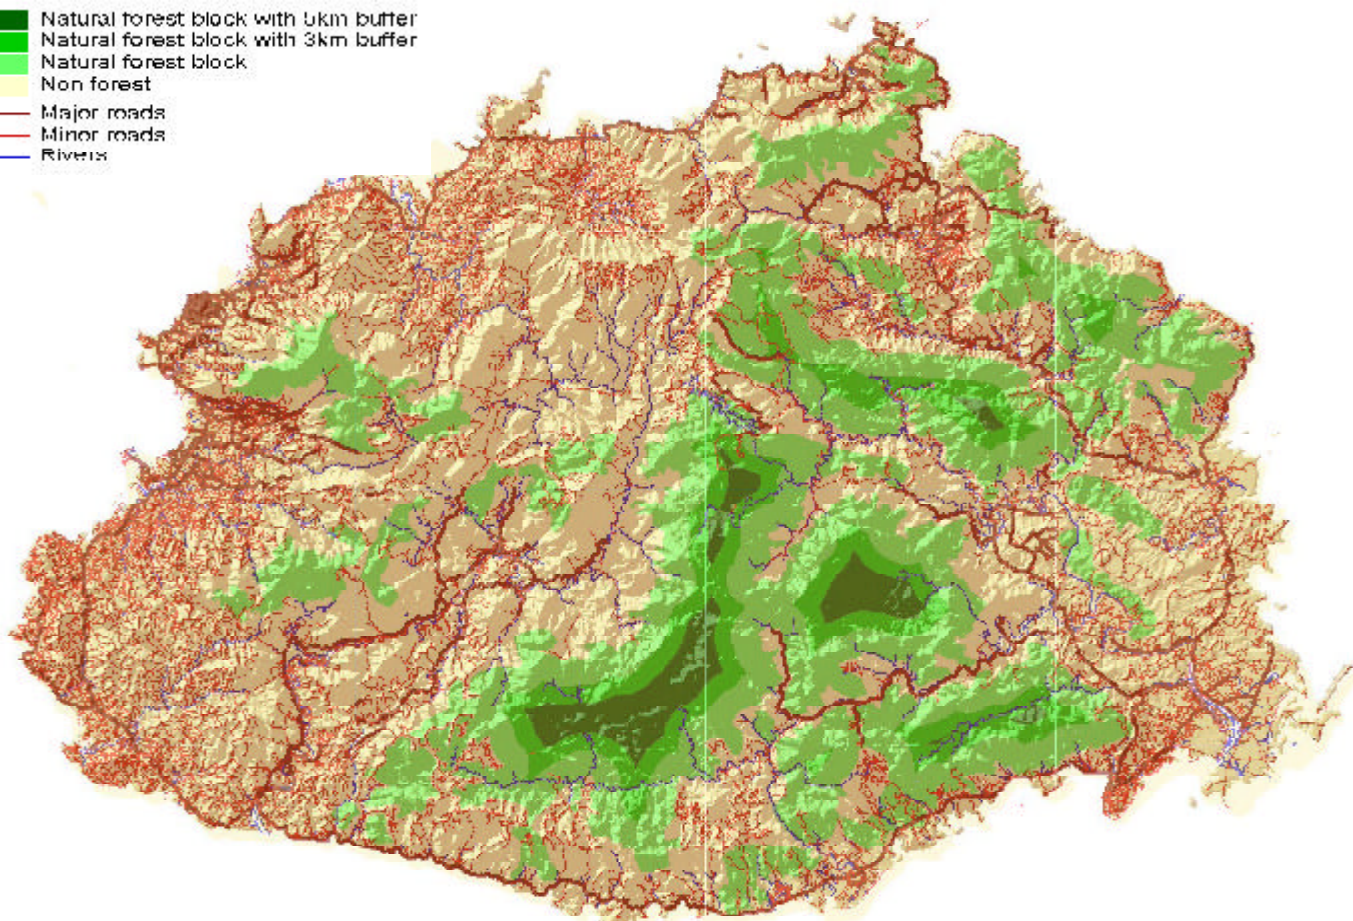 Natural forest block with 5km buffer
Natural forest block with 3km buffer
Natural forest block
Non forest
Major roads
Minor roads
Rivers